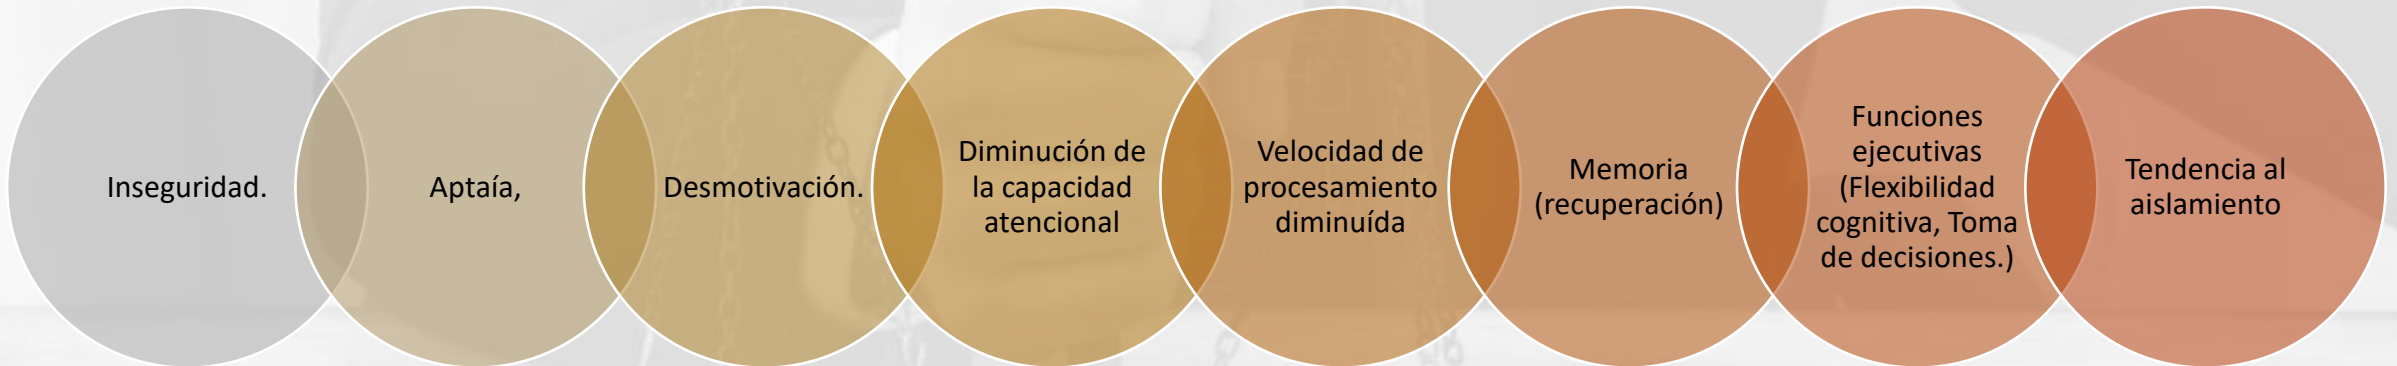 Inseguridad.
Aptaía,
Desmotivación.
Diminución de
la capacidad
atencional
Velocidad de
procesamiento
diminuída
Memoria
(recuperación)
Funciones
ejecutivas
(Flexibilidad
cognitiva, Toma
de decisiones.)
Tendencia al
aislamiento